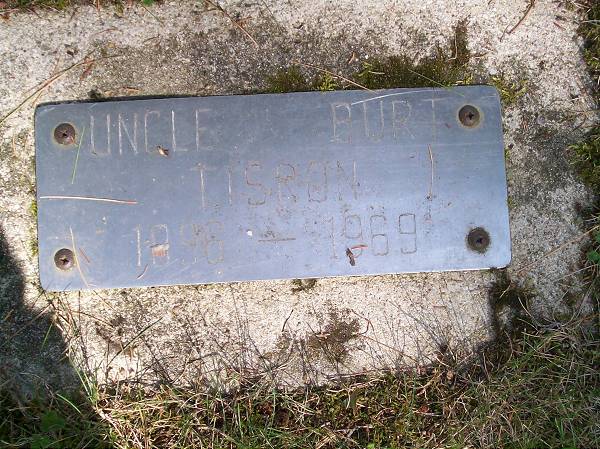 UNCLE BURT
TISRON
1896 — 1969